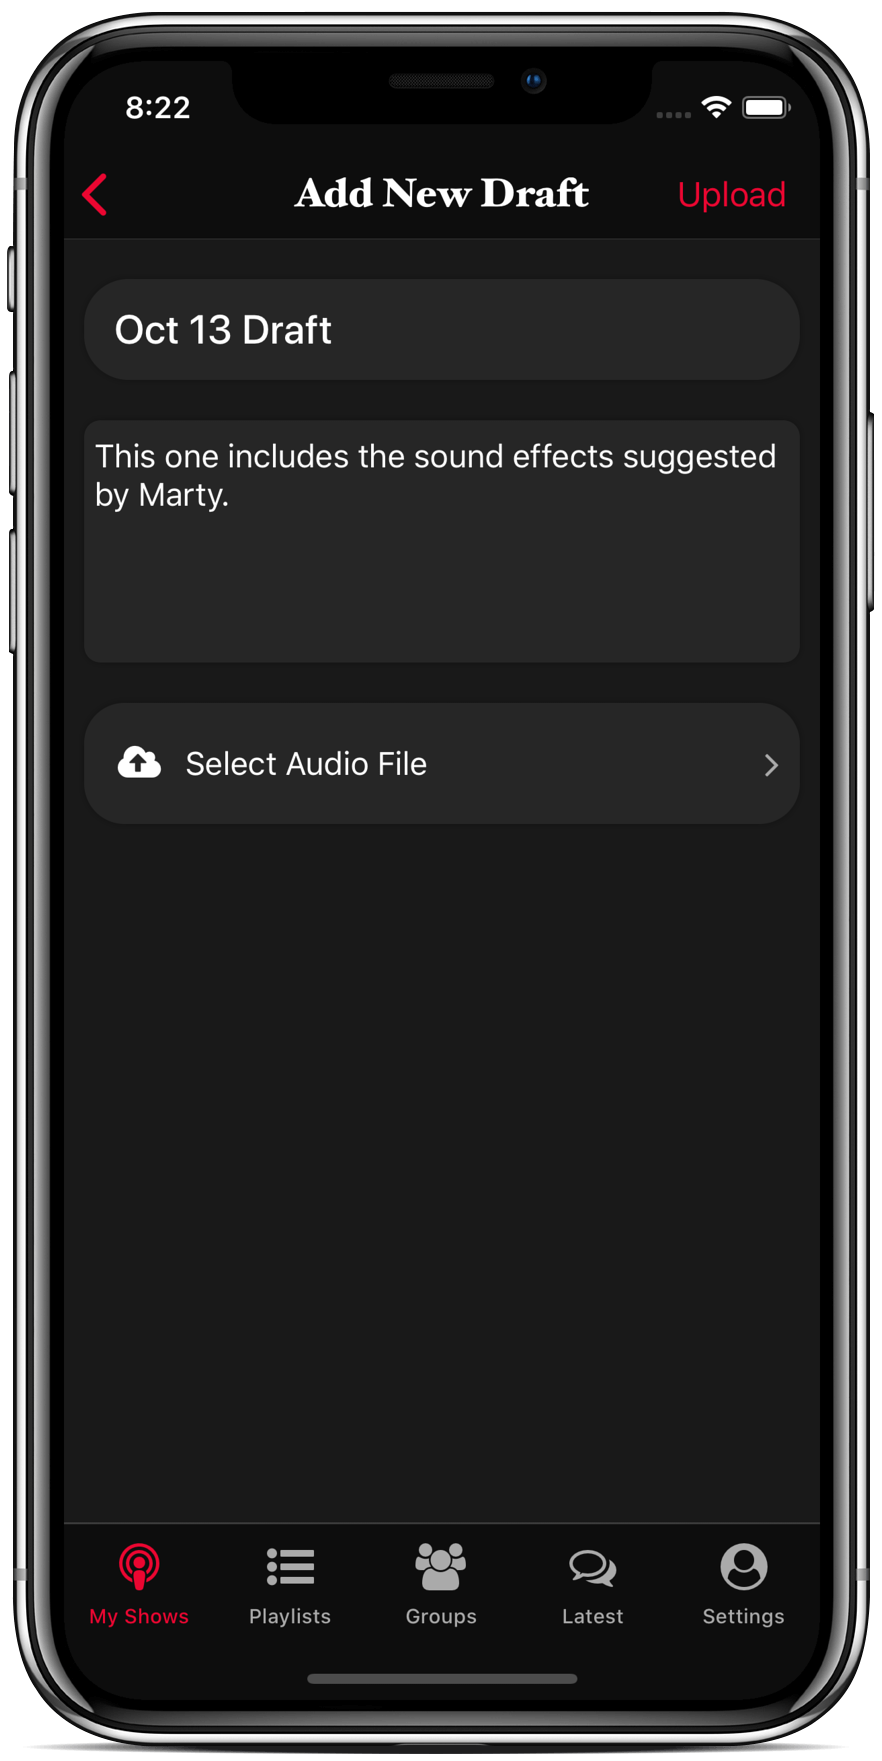 8:22
Add New Draft
Upload
Oct 13 Draft
This one includes the sound effects suggested
by Marty.
Select Audio File
My Shows
Playlists
Groups
Latest
Settings